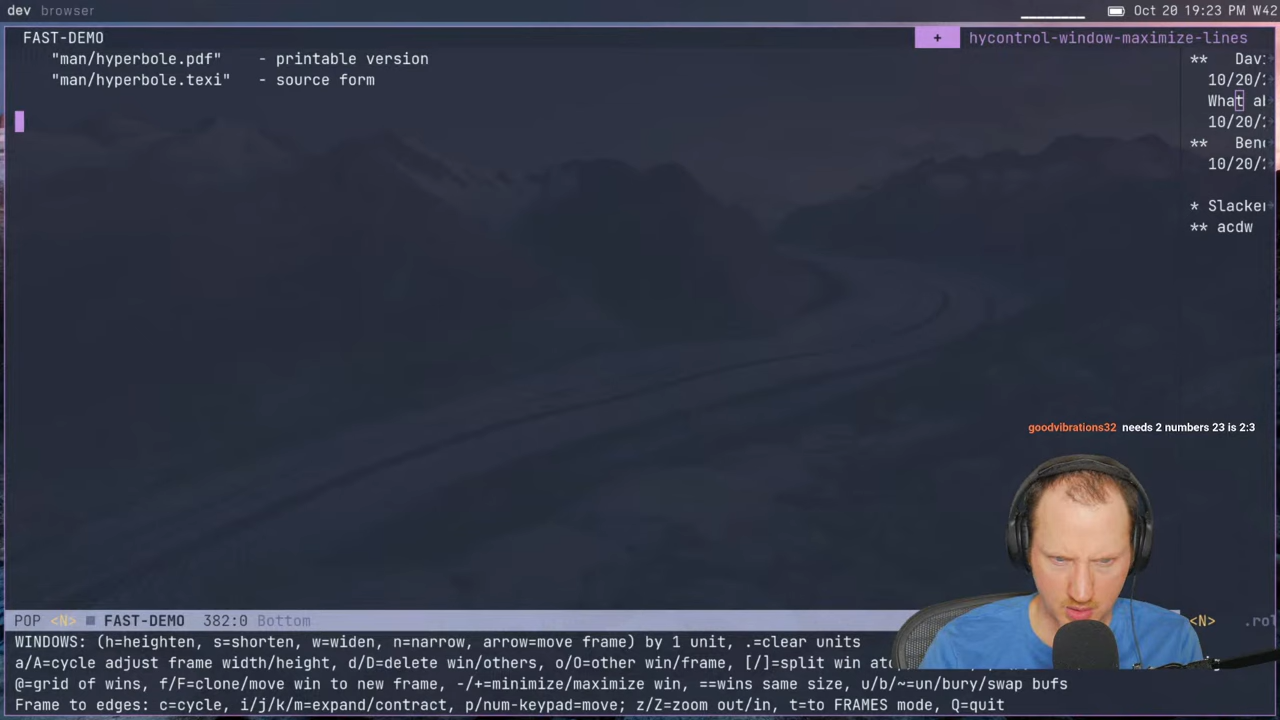 dev browser
Oct 20 19:23 PM W42
FAST-DEMO
+ hycontrol-window-maximize-lines
"man/hyperbole.pdf" - printable version
"man/hyperbole.texi" - source form
** Dav
10/20/
What al
10/20/
** Ben
10/20/
* Slacker
** acdw
goodvibrations32 needs 2 numbers 23 is 2:3
POP <N> FAST-DEMO 382:0 Bottom
<N> .rol
WINDOWS: (h=heighten, s=shorten, w=widen, n=narrow, arrow=move frame) by 1 unit, .=clear units
a/A=cycle adjust frame width/height, d/D=delete win/others, o/O=other win/frame, [/]=split win
@=grid of wins, f/F=clone/move win to new frame, -/+=minimize/maximize win, ==wins same size, u/b/~=un/bury/swap bufs
Frame to edges: c=cycle, i/j/k/m=expand/contract, p/num-keypad=move; z/Z=zoom out/in, t=to FRAMES mode, Q=quit